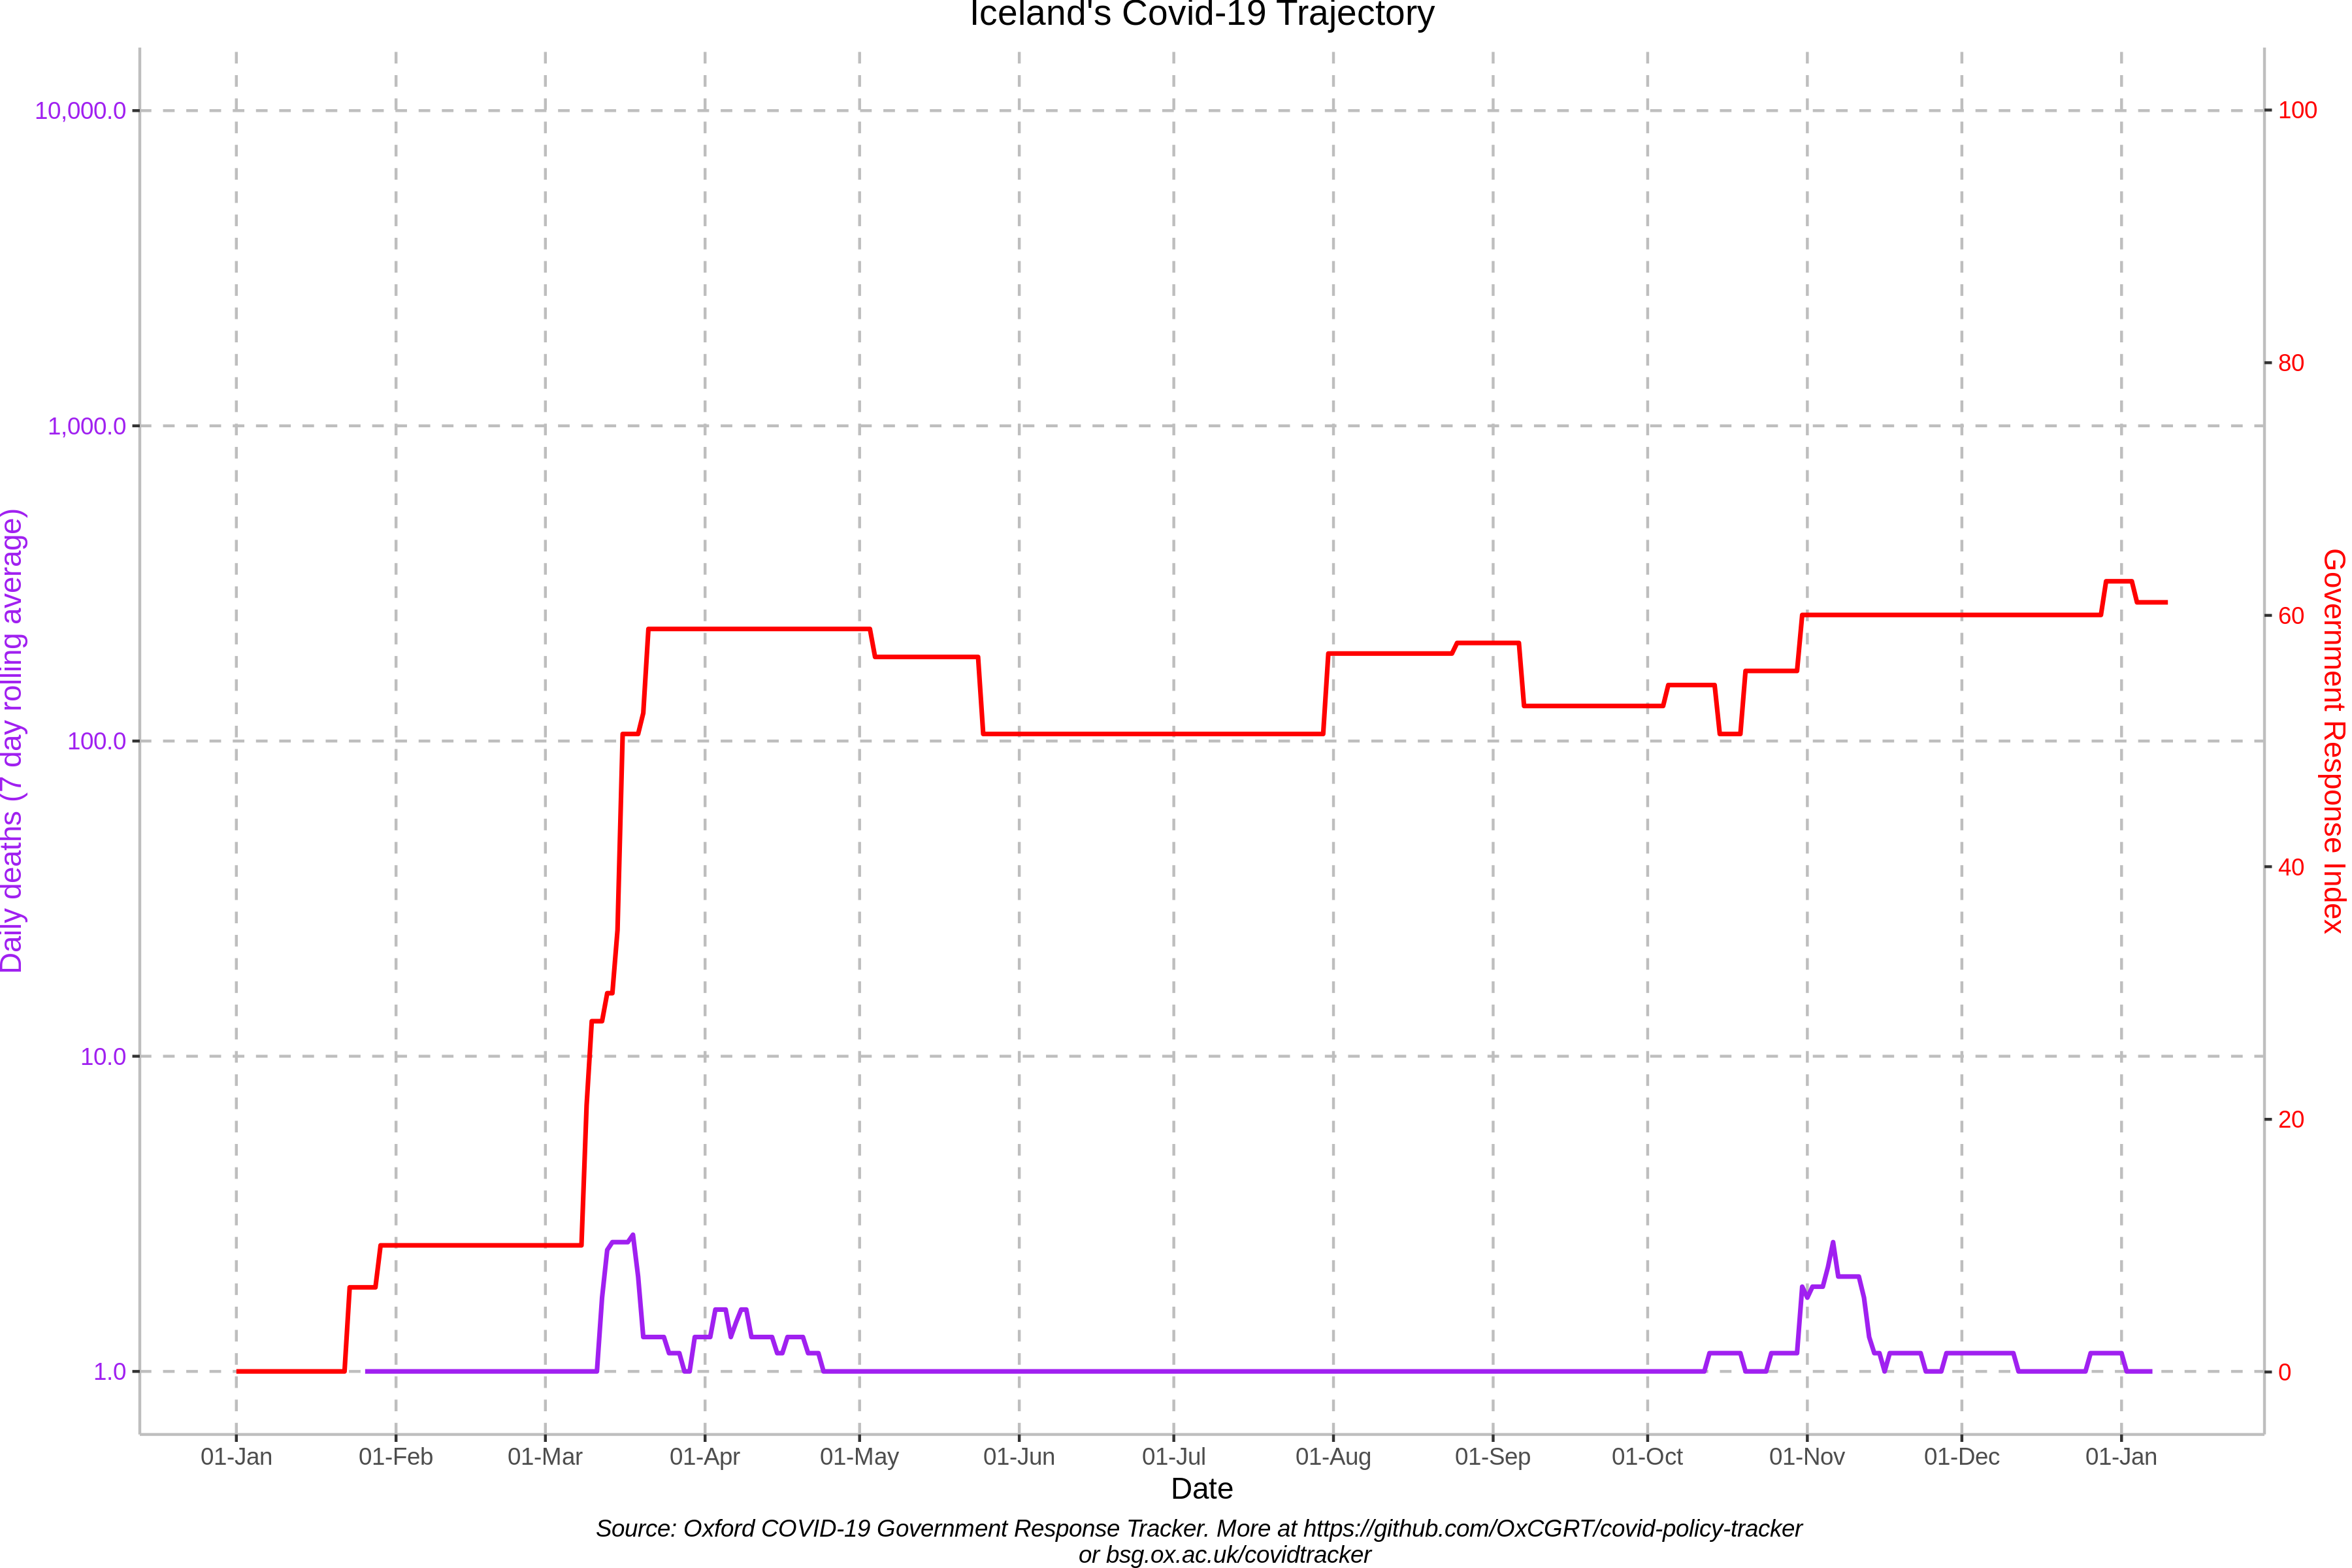 Iceland's Covid-19 Trajectory
10,000.0
1,000.0
100.0
10.0
1.0
Daily deaths (7 day rolling average)
100
80
60
40
20
0
Government Response Index
01-Jan 01-Feb 01-Mar 01-Apr 01-May 01-Jun 01-Jul 01-Aug 01-Sep 01-Oct 01-Nov 01-Dec 01-Jan
Date
Source: Oxford COVID-19 Government Response Tracker. More at https://github.com/OxCGRT/covid-policy-tracker
or bsg.ox.ac.uk/covidtracker